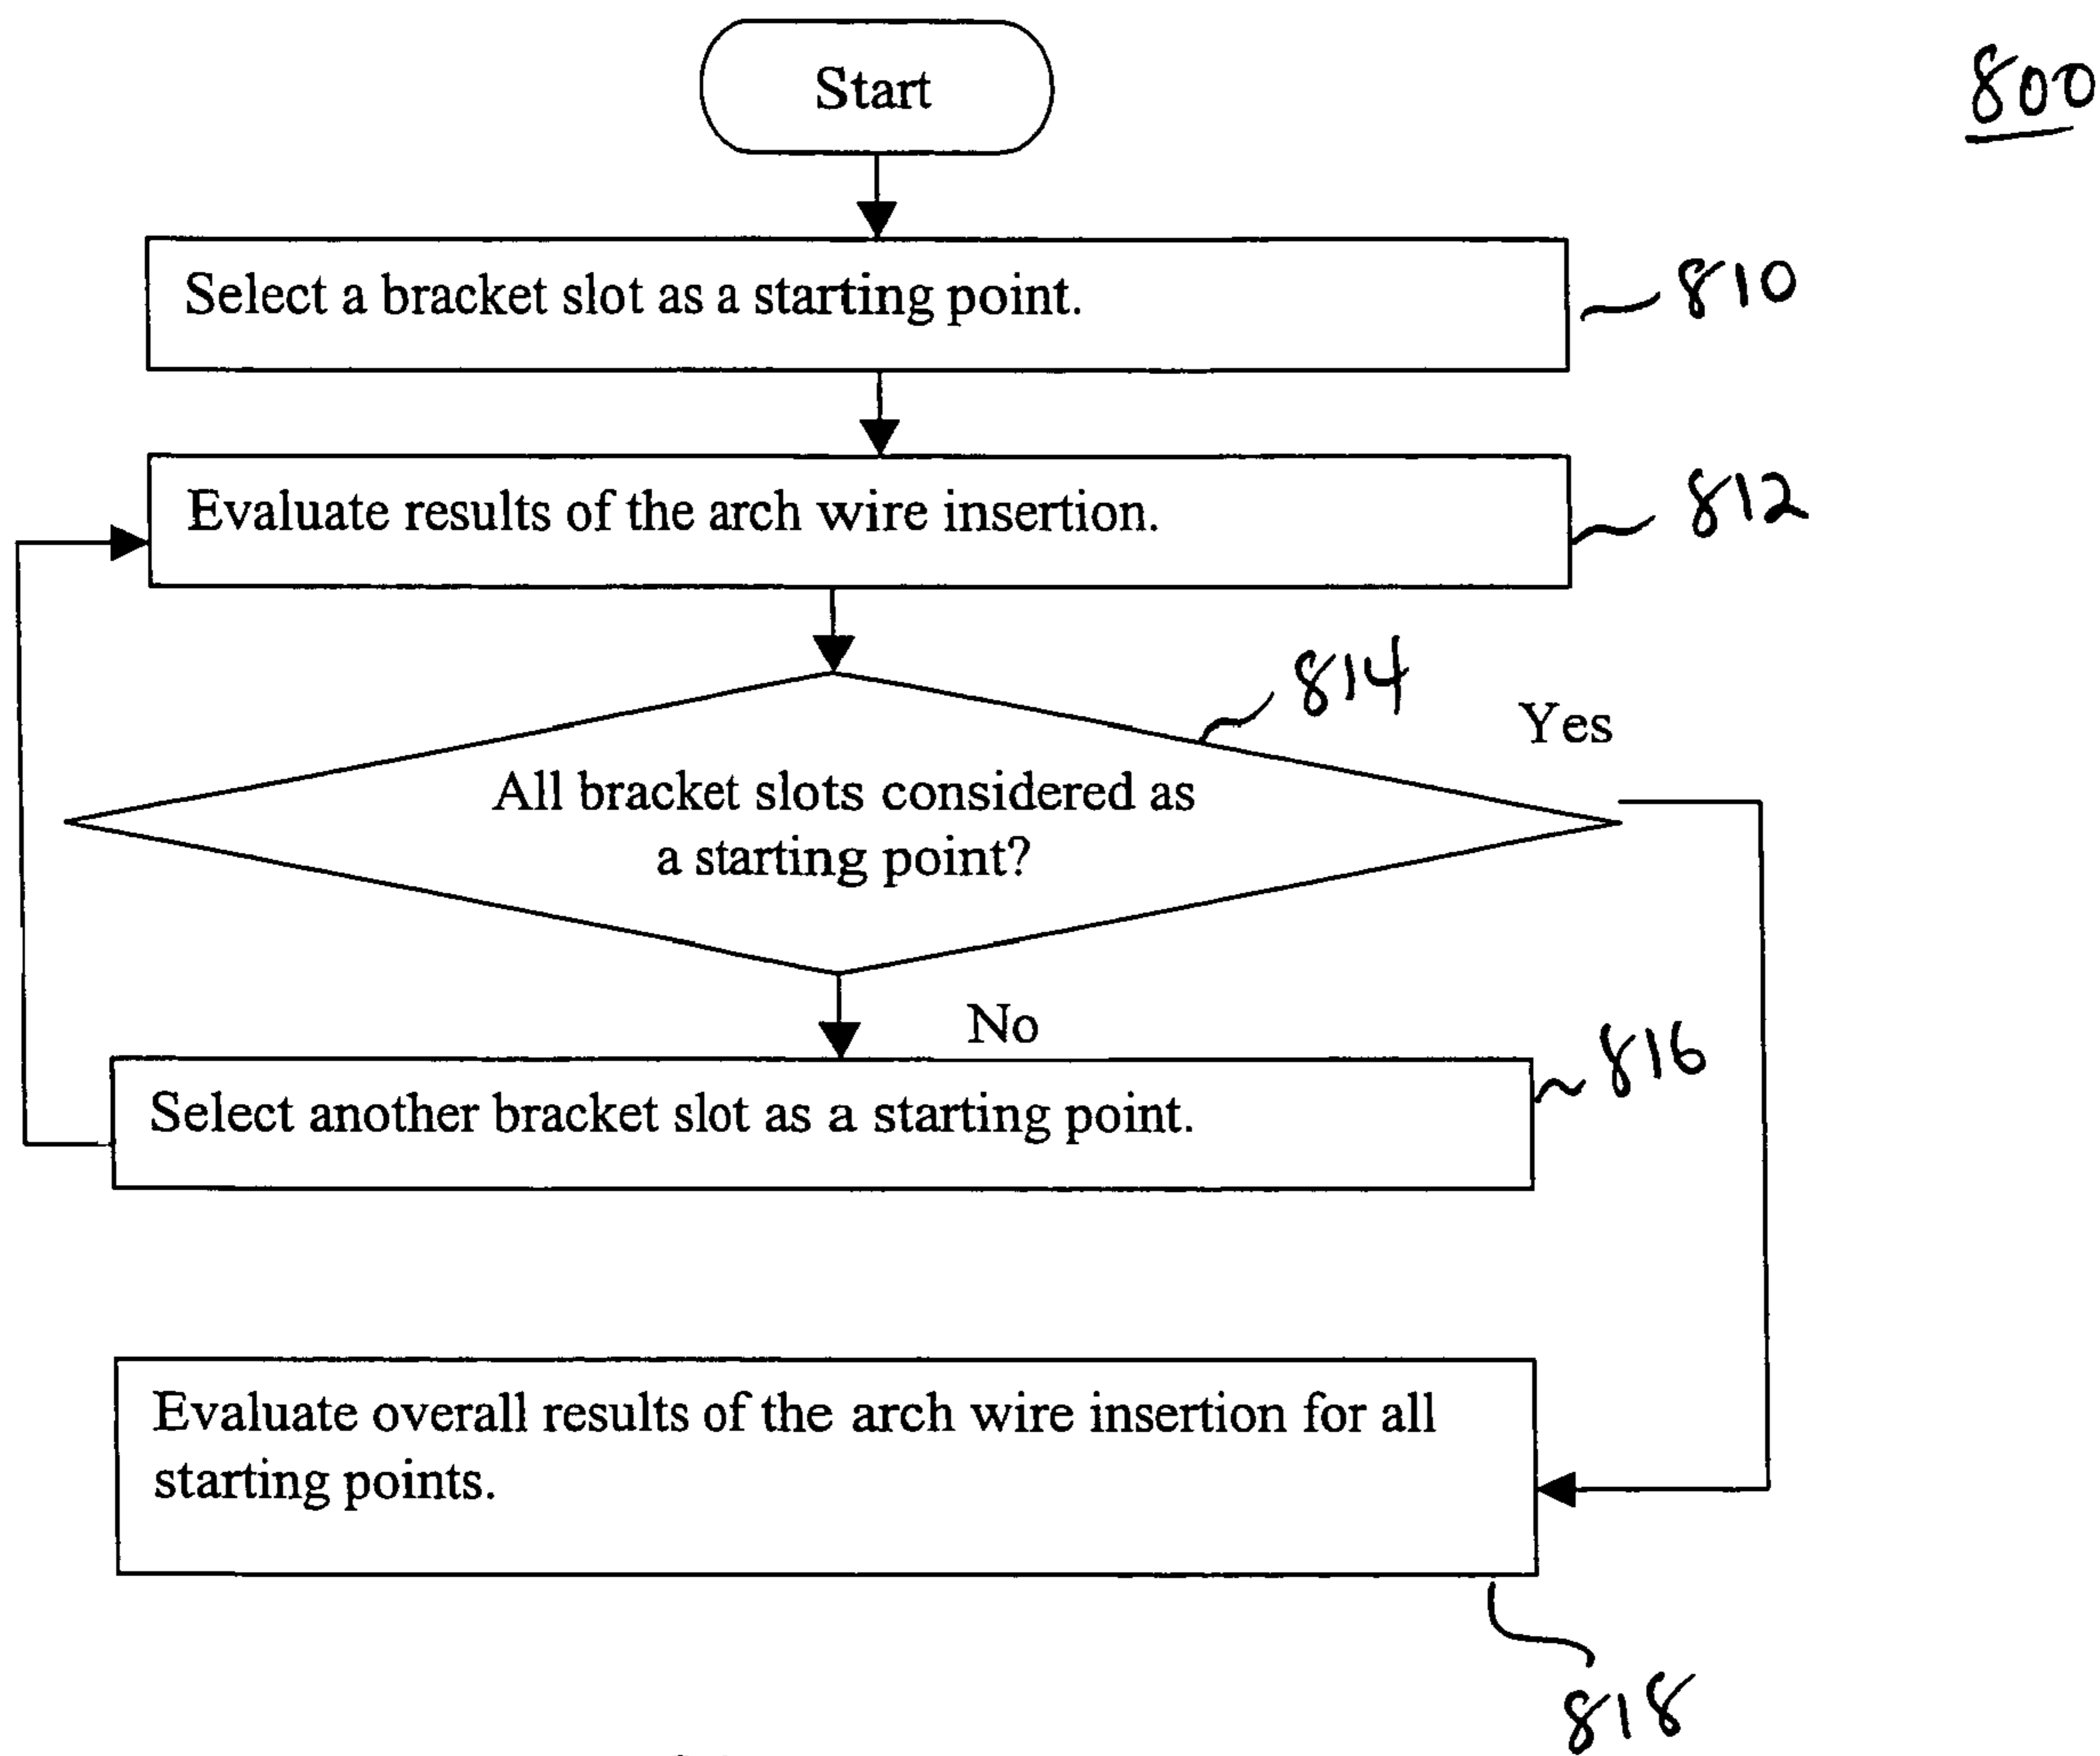 Start
800
Select a bracket slot as a starting point.
810
Evaluate results of the arch wire insertion.
812
814
Yes
All bracket slots considered as
a starting point?
No
816
Select another bracket slot as a starting point.
Evaluate overall results of the arch wire insertion for all
starting points.
818